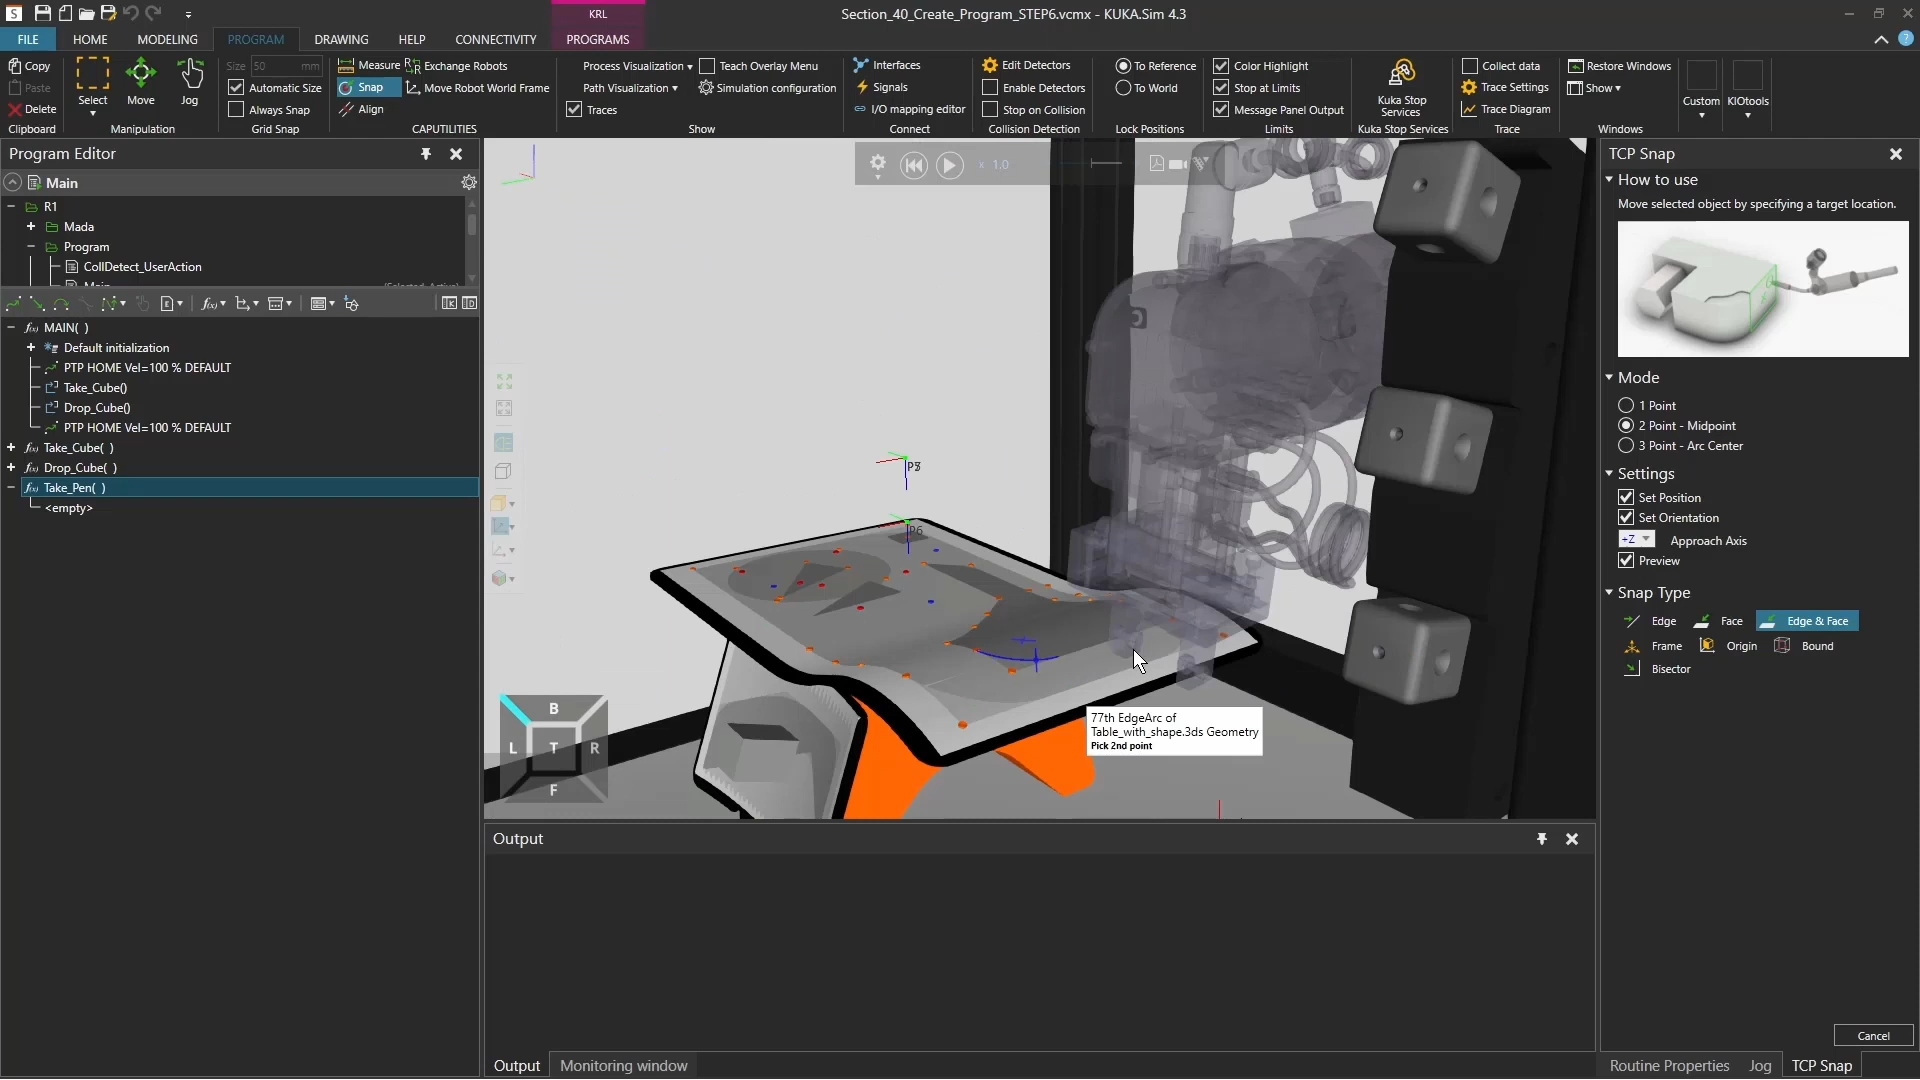 KRL
Section_40_Create_Program_STEP6.vcmx - KUKA.Sim 4.3
FILE HOME MODELING PROGRAM DRAWING HELP CONNECTIVITY PROGRAMS
Copy
Paste
Delete
Clipboard
Select
Move
Jog
Manipulation
Size 50 mm
Automatic Size
Always Snap
Grid Snap
Measure
Snap
Align
Exchange Robots
Move Robot World Frame
CAPUTILITIES
Process Visualization
Path Visualization
Traces
Teach Overlay Menu
Simulation configuration
Show
Interfaces
Signals
I/O mapping editor
Connect
Edit Detectors
Enable Detectors
Stop on Collision
Collision Detection
To Reference
To World
Lock Positions
Color Highlight
Stop at Limits
Message Panel Output
Limits
Kuka Stop
Services
Kuka Stop Services
Collect data
Trace Settings
Trace Diagram
Trace
Restore Windows
Show
Windows
Custom
KIOtools
Program Editor
Main
R1
Mada
Program
CollDetect_UserAction
MAIN( )
Default initialization
PTP HOME Vel=100 % DEFAULT
Take_Cube()
Drop_Cube()
PTP HOME Vel=100 % DEFAULT
Take_Cube( )
Drop_Cube( )
Take_Pen( )
<empty>
x 1.0
P6
B
L T R
F
77th EdgeArc of
Table_with_shape.3ds Geometry
Pick 2nd point
Output
Output Monitoring window
TCP Snap
How to use
Move selected object by specifying a target location.
Mode
1 Point
2 Point - Midpoint
3 Point - Arc Center
Settings
Set Position
Set Orientation
+Z Approach Axis
Preview
Snap Type
Edge Face Edge & Face
Frame Origin Bound
Bisector
Cancel
Routine Properties Jog TCP Snap